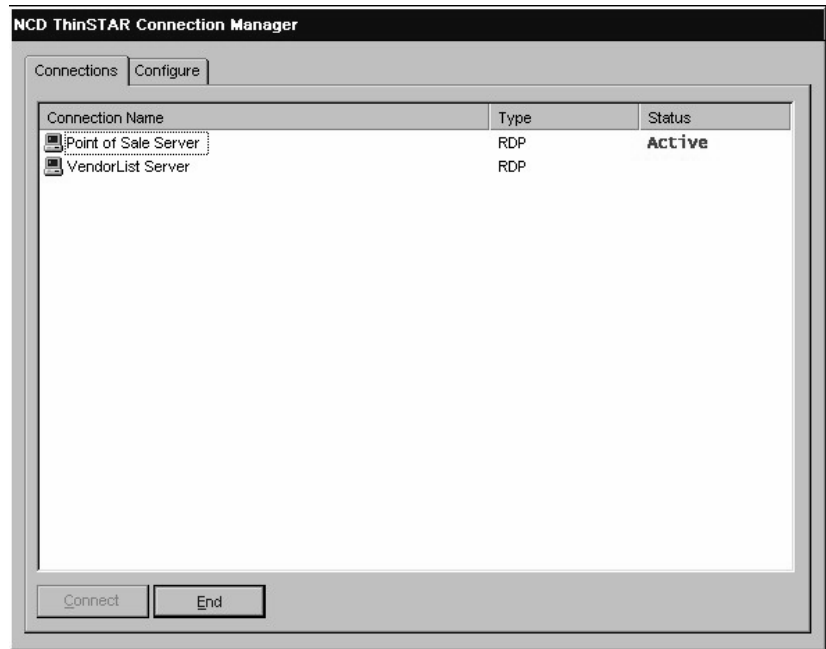 NCD ThinSTAR Connection Manager
Connections Configure
Connection Name Type Status
Point of Sale Server RDP Active
VendorList Server RDP
Connect End